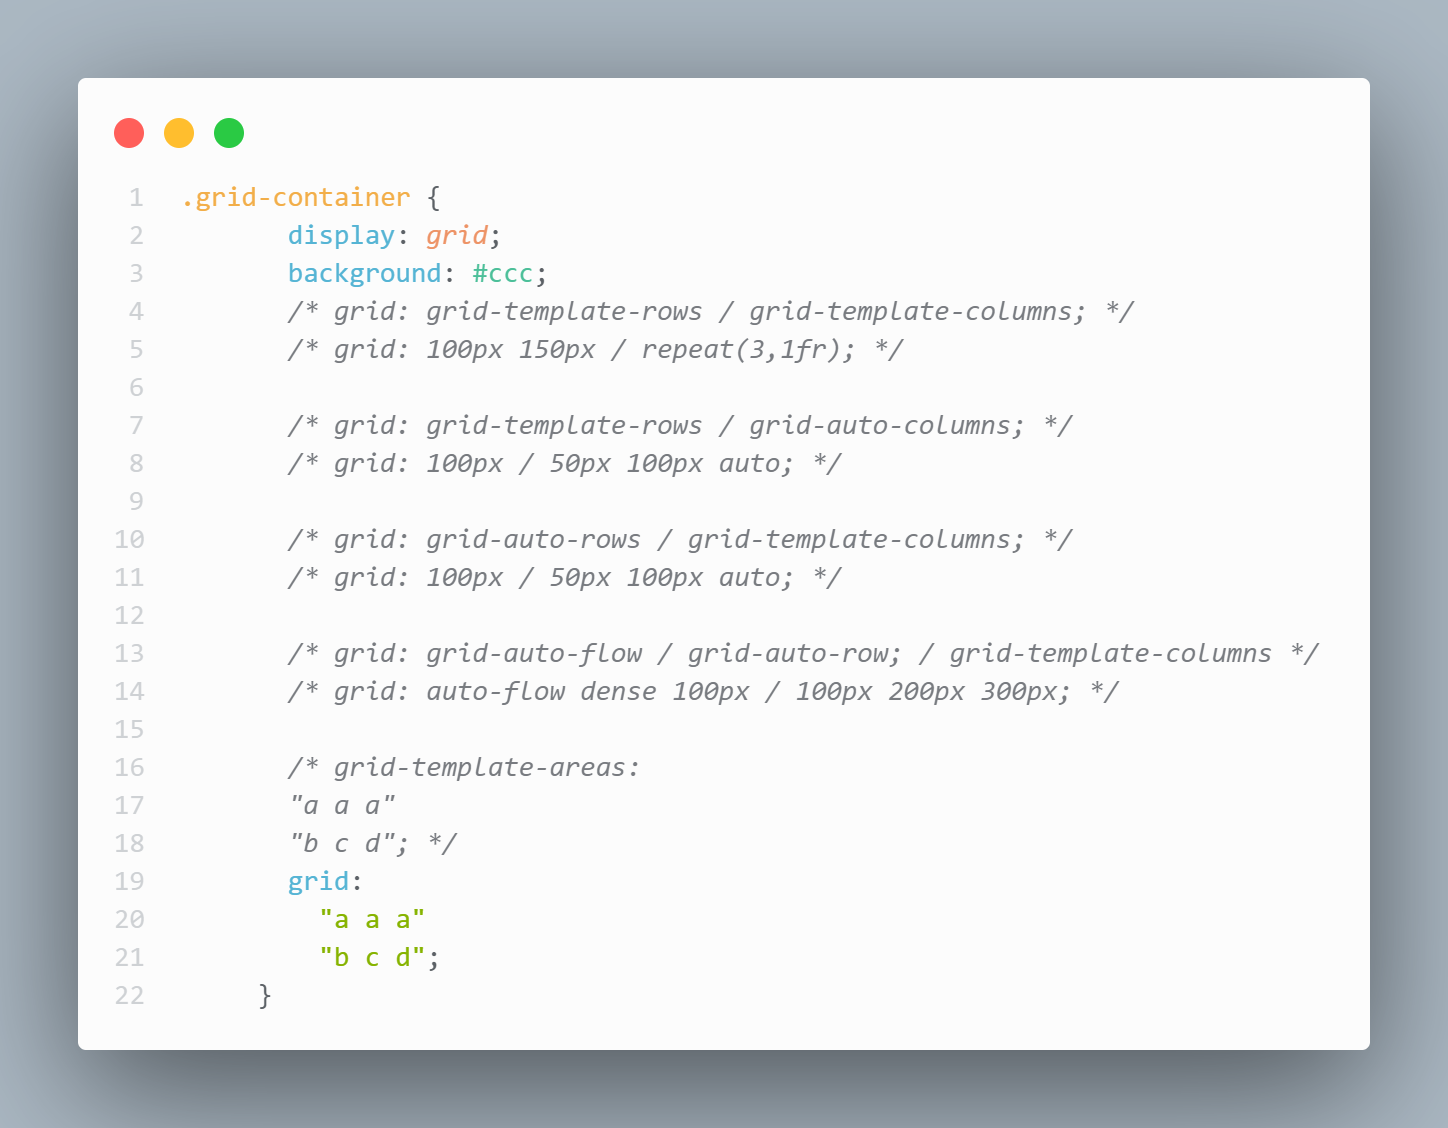 1 .grid-container {
2 display: grid;
3 background: #ccc;
4 /* grid: grid-template-rows / grid-template-columns; */
5 /* grid: 100px 150px / repeat(3,1fr); */
6
7 /* grid: grid-template-rows / grid-auto-columns; */
8 /* grid: 100px / 50px 100px auto; */
9
10 /* grid: grid-auto-rows / grid-template-columns; */
11 /* grid: 100px / 50px 100px auto; */
12
13 /* grid: grid-auto-flow / grid-auto-row; / grid-template-columns */
14 /* grid: auto-flow dense 100px / 100px 200px 300px; */
15
16 /* grid-template-areas:
17 "a a a"
18 "b c d"; */
19 grid:
20 "a a a"
21 "b c d";
22 }